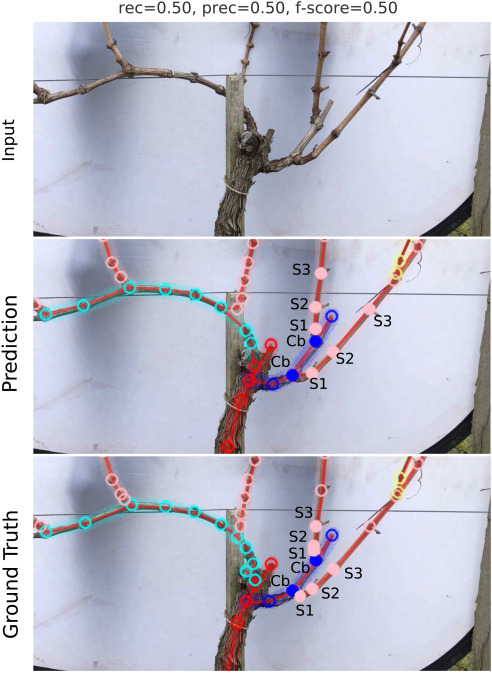 rec=0.50, prec=0.50, f-score=0.50
Input
Prediction
S3
S2
S1
Cb
S3
S2
Cb
S1
Ground Truth
S3
S2
S1
Cb
S3
Cb
S2
S1